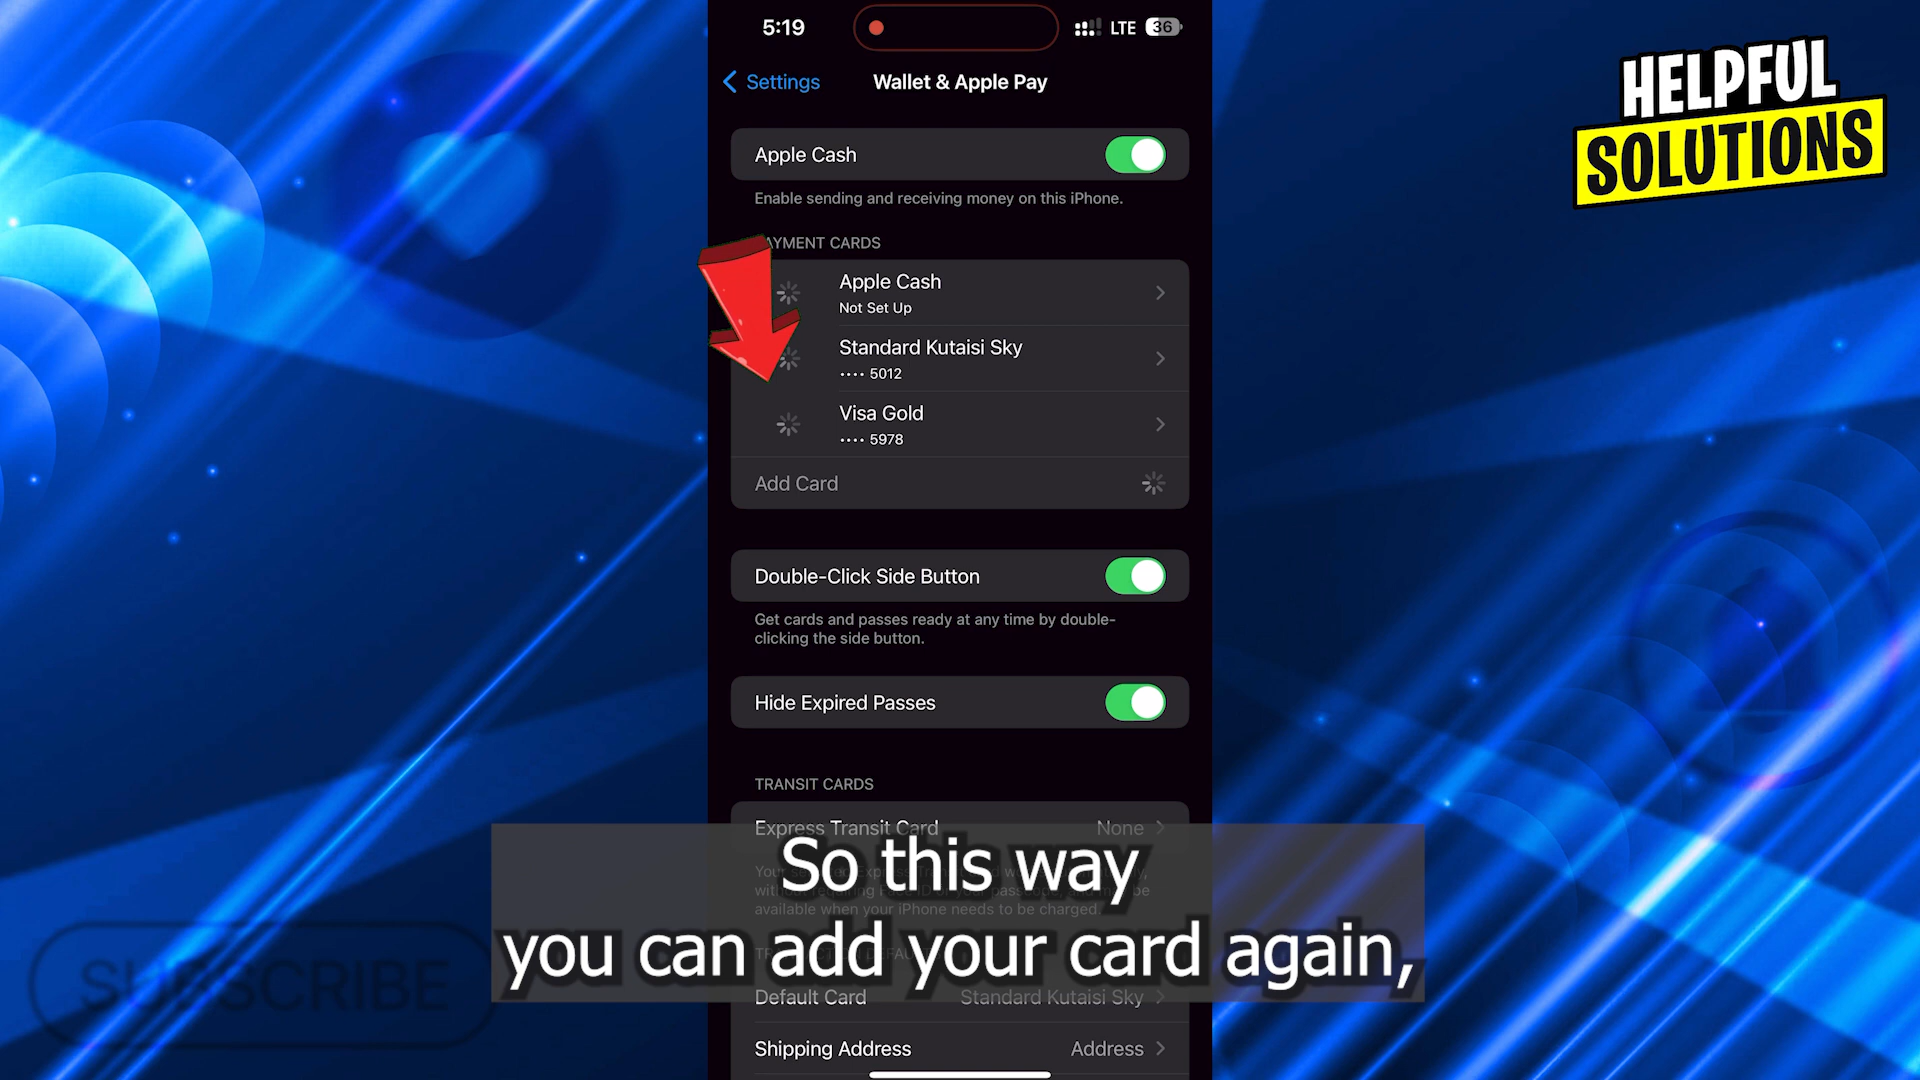 5:19
LTE 36
Settings
Wallet & Apple Pay
HELPFUL
SOLUTIONS
Apple Cash
Enable sending and receiving money on this iPhone.
AYMENT CARDS
Apple Cash
Not Set Up
Standard Kutaisi Sky
•••• 5012
Visa Gold
•••• 5978
Add Card
Double-Click Side Button
Get cards and passes ready at any time by double-
clicking the side button.
Hide Expired Passes
TRANSIT CARDS
Express Transit Card None
So this way
available when your iPhone needs to be charged
you can add your card again,
SUBSCRIBE
Default Card Standard Kutaisi Sky
Shipping Address Address